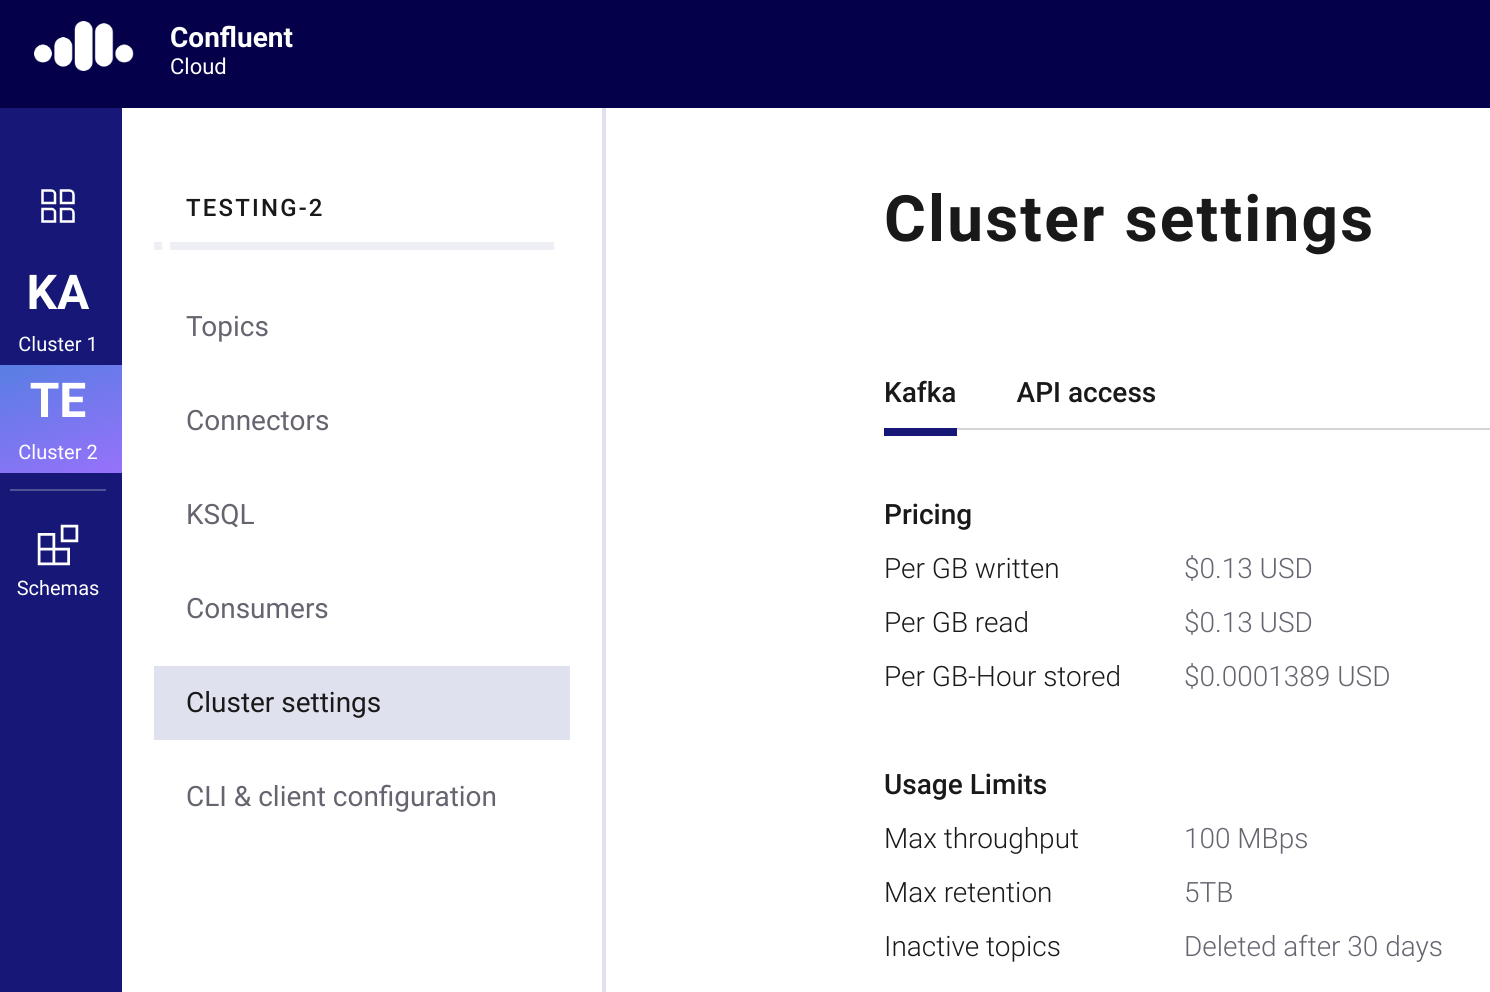 Confluent
Cloud
KA
Cluster 1
TE
Cluster 2
Schemas
TESTING-2
Topics
Connectors
KSQL
Consumers
Cluster settings
CLI & client configuration
Cluster settings
Kafka API access
Pricing
Per GB written $0.13 USD
Per GB read $0.13 USD
Per GB-Hour stored $0.0001389 USD
Usage Limits
Max throughput 100 MBps
Max retention 5TB
Inactive topics Deleted after 30 days